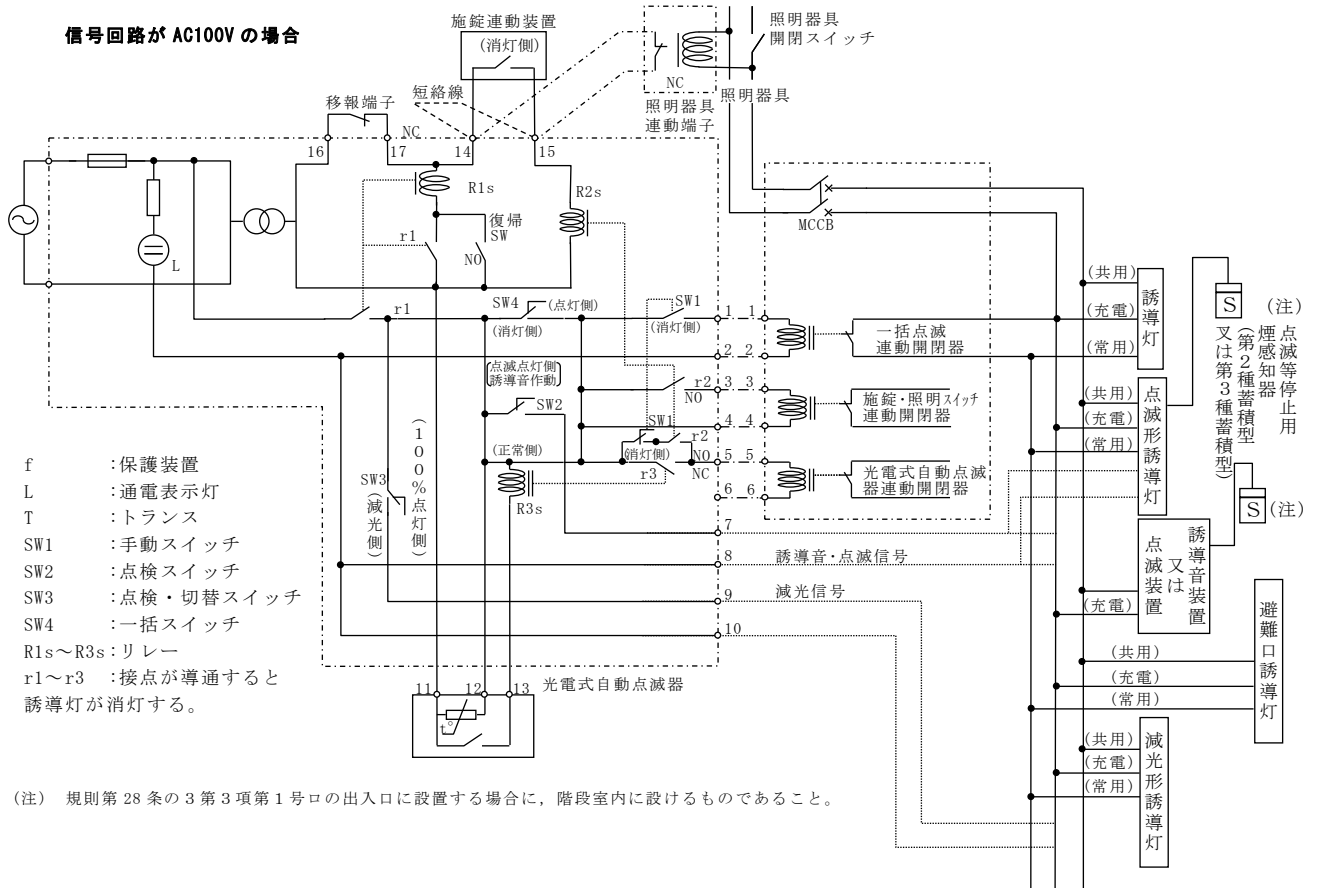 信号回路が AC100V の場合
施錠連動装置
(消灯側)
照明器具
開閉スイッチ
NC
照明器具
連動端子
照明器具
移報端子
短絡線
NC
16
17
14
15
R1s
R2s
r1
復帰
SW
NO
L
MCCB
r1
SW4
(点灯側)
(消灯側)
SW1
(消灯側)
1 1
2 2
一括点滅
連動開閉器
点滅点灯側
誘導音作動
SW2
r2
NO
3 3
4 4
施錠・照明スイッチ
連動開閉器
SW1
r2
(消灯側)
NO
NC
r3
5 5
6 6
光電式自動点滅
器連動開閉器
(正常側)
R3s
SW3
(減光側)
(100%点灯側)
7
8
誘導音・点滅信号
9
減光信号
10
11
12
13
光電式自動点滅器
t°
(共用)
(充電)
(常用)
誘導灯
S
(注)
点滅等停止用
煙感知器
(第2種蓄積型
又は第3種蓄積型)
(共用)
(充電)
(常用)
点滅形誘導灯
S
(注)
誘導音装置
又は
点滅装置
(充電)
(共用)
(充電)
(常用)
避難口誘導灯
(共用)
(充電)
(常用)
減光形誘導灯
f :保護装置
L :通電表示灯
T :トランス
SW1 :手動スイッチ
SW2 :点検スイッチ
SW3 :点検・切替スイッチ
SW4 :一括スイッチ
R1s～R3s:リレー
r1～r3 :接点が導通すると
誘導灯が消灯する。
(注) 規則第28条の3第3項第1号ロの出入口に設置する場合に，階段室内に設けるものであること。